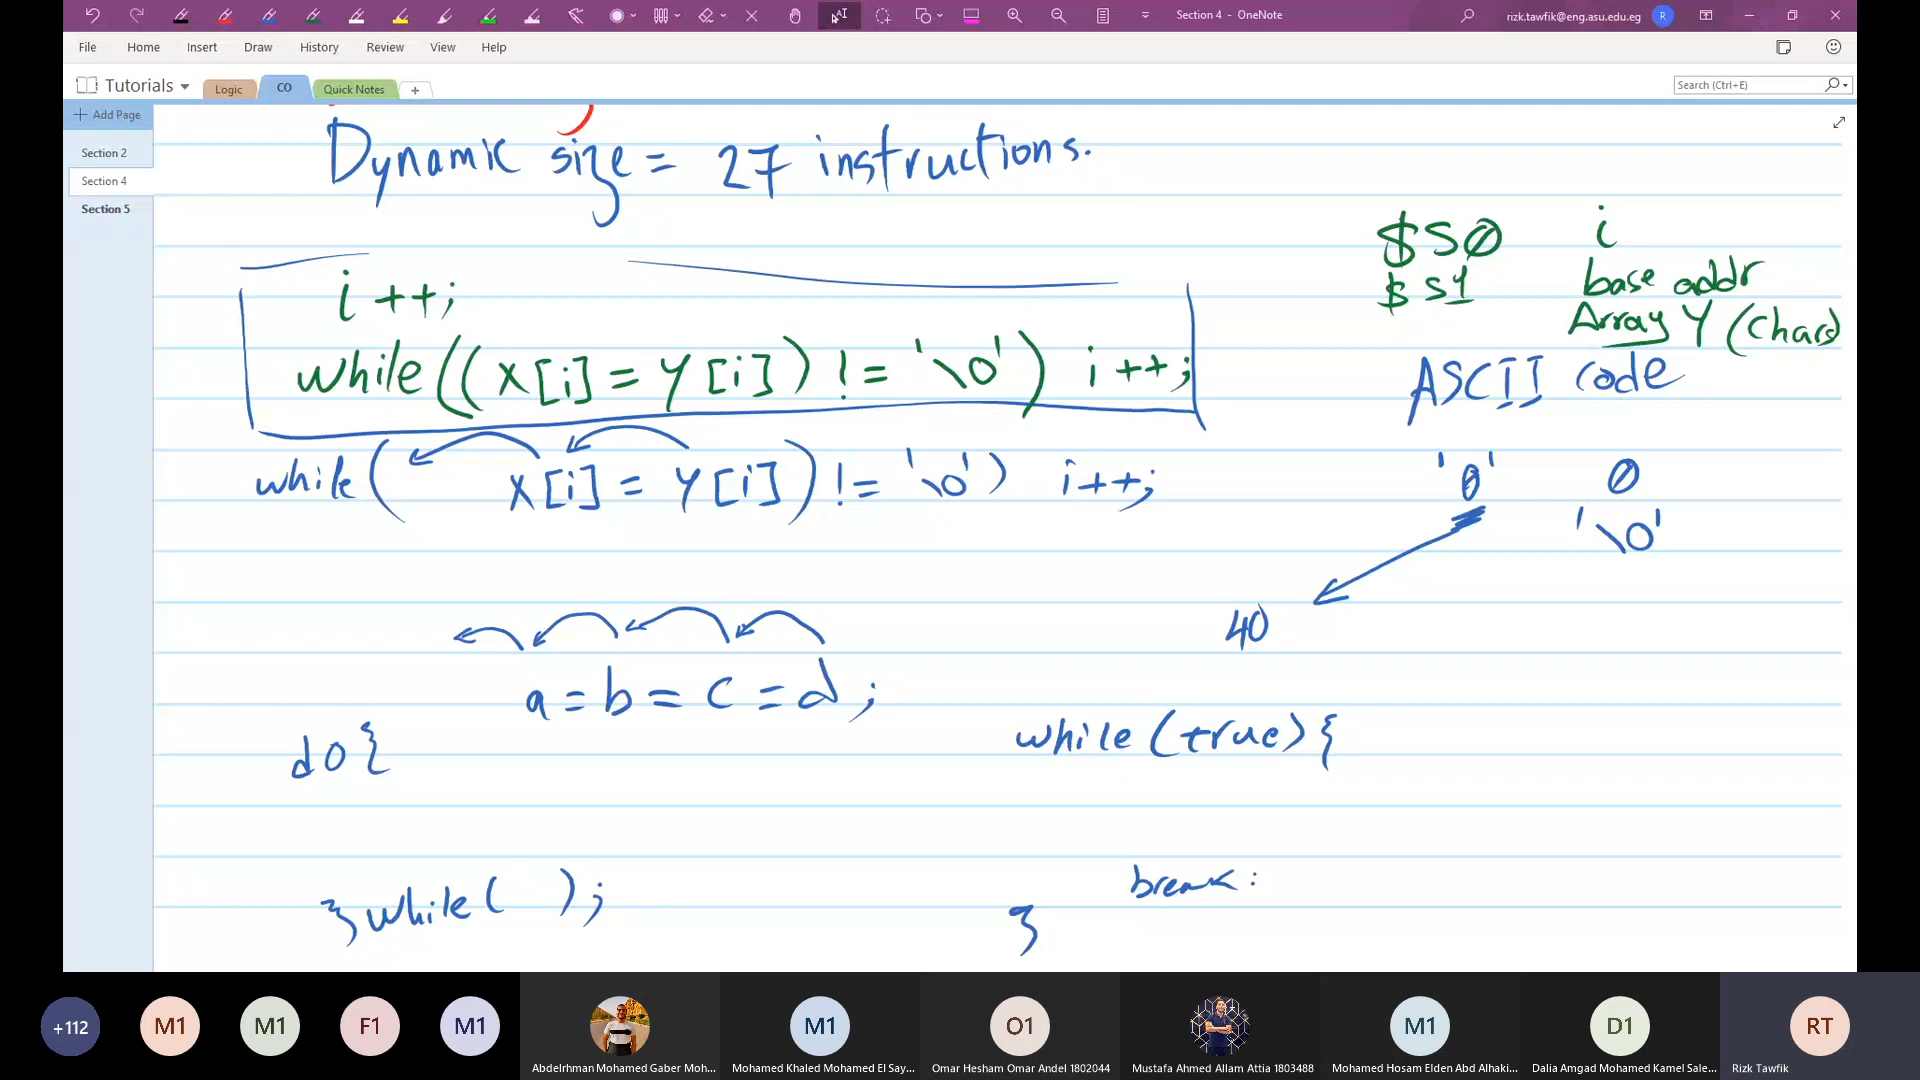 Section 4 - OneNote
rizk.tawfik@eng.asu.edu.eg
R
File Home Insert Draw History Review View Help
Tutorials
Logic
CO
Quick Notes
+
Search (Ctrl+E)
Add Page
Section 2
Section 4
Section 5
Dynamic size = 27 instructions.
i ++;
while((X[i] = Y[i]) != '\0') i ++;
while( X[i] = Y[i]) != '\0') i++;
a = b = c = d ;
do{
} while( );
$S0 i
$S1 base addr
Array Y (chars)
ASCII code
'0' 0
'\0'
40
while (true) {
break;
}
+112
M1
M1
F1
M1
Abdelrhman Mohamed Gaber Moh...
M1
Mohamed Khaled Mohamed El Say...
O1
Omar Hesham Omar Andel 1802044
Mustafa Ahmed Allam Attia 1803488
M1
Mohamed Hosam Elden Abd Alhaki...
D1
Dalia Amgad Mohamed Kamel Sale...
RT
Rizk Tawfik